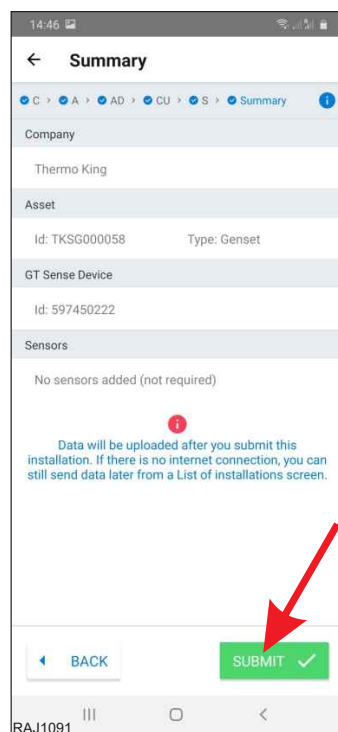 14:46
Summary
C > A > AD > CU > S > Summary i
Company
Thermo King
Asset
Id: TKSG000058 Type: Genset
GT Sense Device
Id: 597450222
Sensors
No sensors added (not required)
i
Data will be uploaded after you submit this
installation. If there is no internet connection, you can
still send data later from a List of installations screen.
BACK SUBMIT
RAJ1091